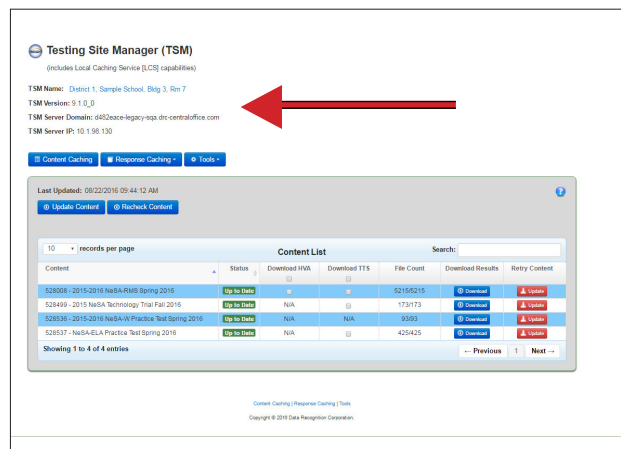 Testing Site Manager (TSM)
(includes Local Caching Service [LCS] capabilities)
TSM Name: District 1, Sample School, Bldg 3, Rm 7
TSM Version: 9.1.0_0
TSM Server Domain: d482eace-legacy-sqa.drc-centraloffice.com
TSM Server IP: 10.1.98.130
Content Caching Response Caching Tools
Last Updated: 08/22/2016 09:44:12 AM
Update Content Recheck Content
10 records per page Content List Search:
Content Status Download HVA Download TTS File Count Download Results Retry Content
528008 - 2015-2016 NeSA-RMS Spring 2016 Up to Date 5215/5215 Download Update
528499 - 2015 NeSA Technology Trial Fall 2016 Up to Date N/A 173/173 Download Update
528536 - 2015-2016 NeSA-W Practice Test Spring 2016 Up to Date N/A N/A 93/93 Download Update
528537 - NeSA-ELA Practice Test Spring 2016 Up to Date N/A 425/425 Download Update
Showing 1 to 4 of 4 entries ← Previous 1 Next →
Content Caching | Response Caching | Tools
Copyright © 2016 Data Recognition Corporation.